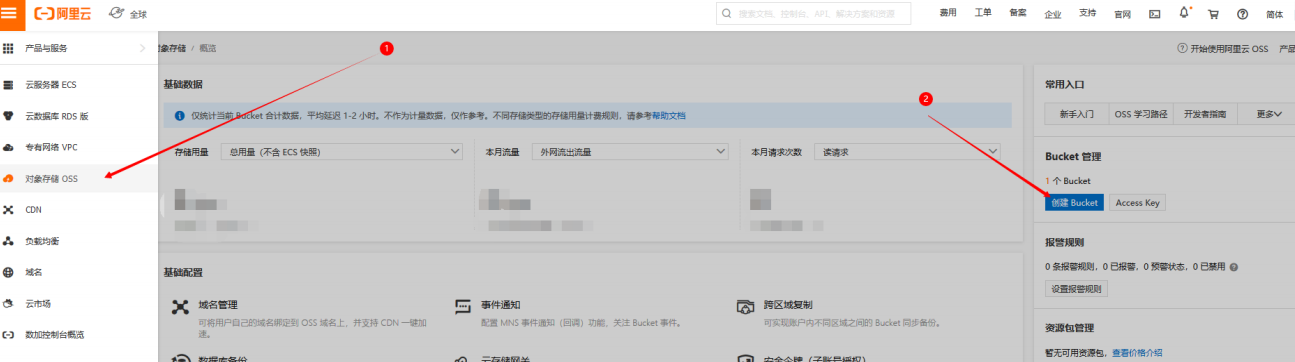 阿里云 全球 搜索文档、控制台、API、解决方案和资源 费用 工单 备案 企业 支持 官网 简体
产品与服务
云服务器 ECS
云数据库 RDS 版
专有网络 VPC
对象存储 OSS
CDN
负载均衡
域名
云市场
数加控制台概览
对象存储 / 概览
1
开始使用阿里云 OSS 产品
基础数据
仅统计当前 Bucket 合计数据，平均延迟 1-2 小时。不作为计量数据，仅作参考。不同存储类型的存储用量计费规则，请参考帮助文档
2
存储用量 总用量（不含 ECS 快照） 本月流量 外网流出流量 本月请求次数 读请求
基础配置
域名管理
可将用户自己的域名绑定到 OSS 域名上，并支持 CDN 一键加
速。
事件通知
配置 MNS 事件通知（回调）功能，关注 Bucket 事件。
跨区域复制
可实现账户内不同区域之间的 Bucket 同步备份。
数据库备份 云存储网关 安全令牌（子账号授权）
常用入口
新手入门 OSS 学习路径 开发者指南 更多
Bucket 管理
1 个 Bucket
创建 Bucket Access Key
报警规则
0 条报警规则，0 已报警，0 预警状态，0 已禁用
设置报警规则
资源包管理
暂无可用资源包，查看价格介绍